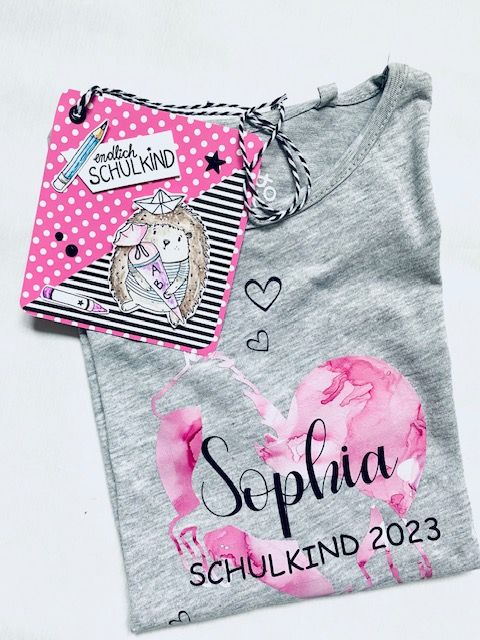 endlich
SCHULKIND
A
B
C
Sophia
SCHULKIND 2023